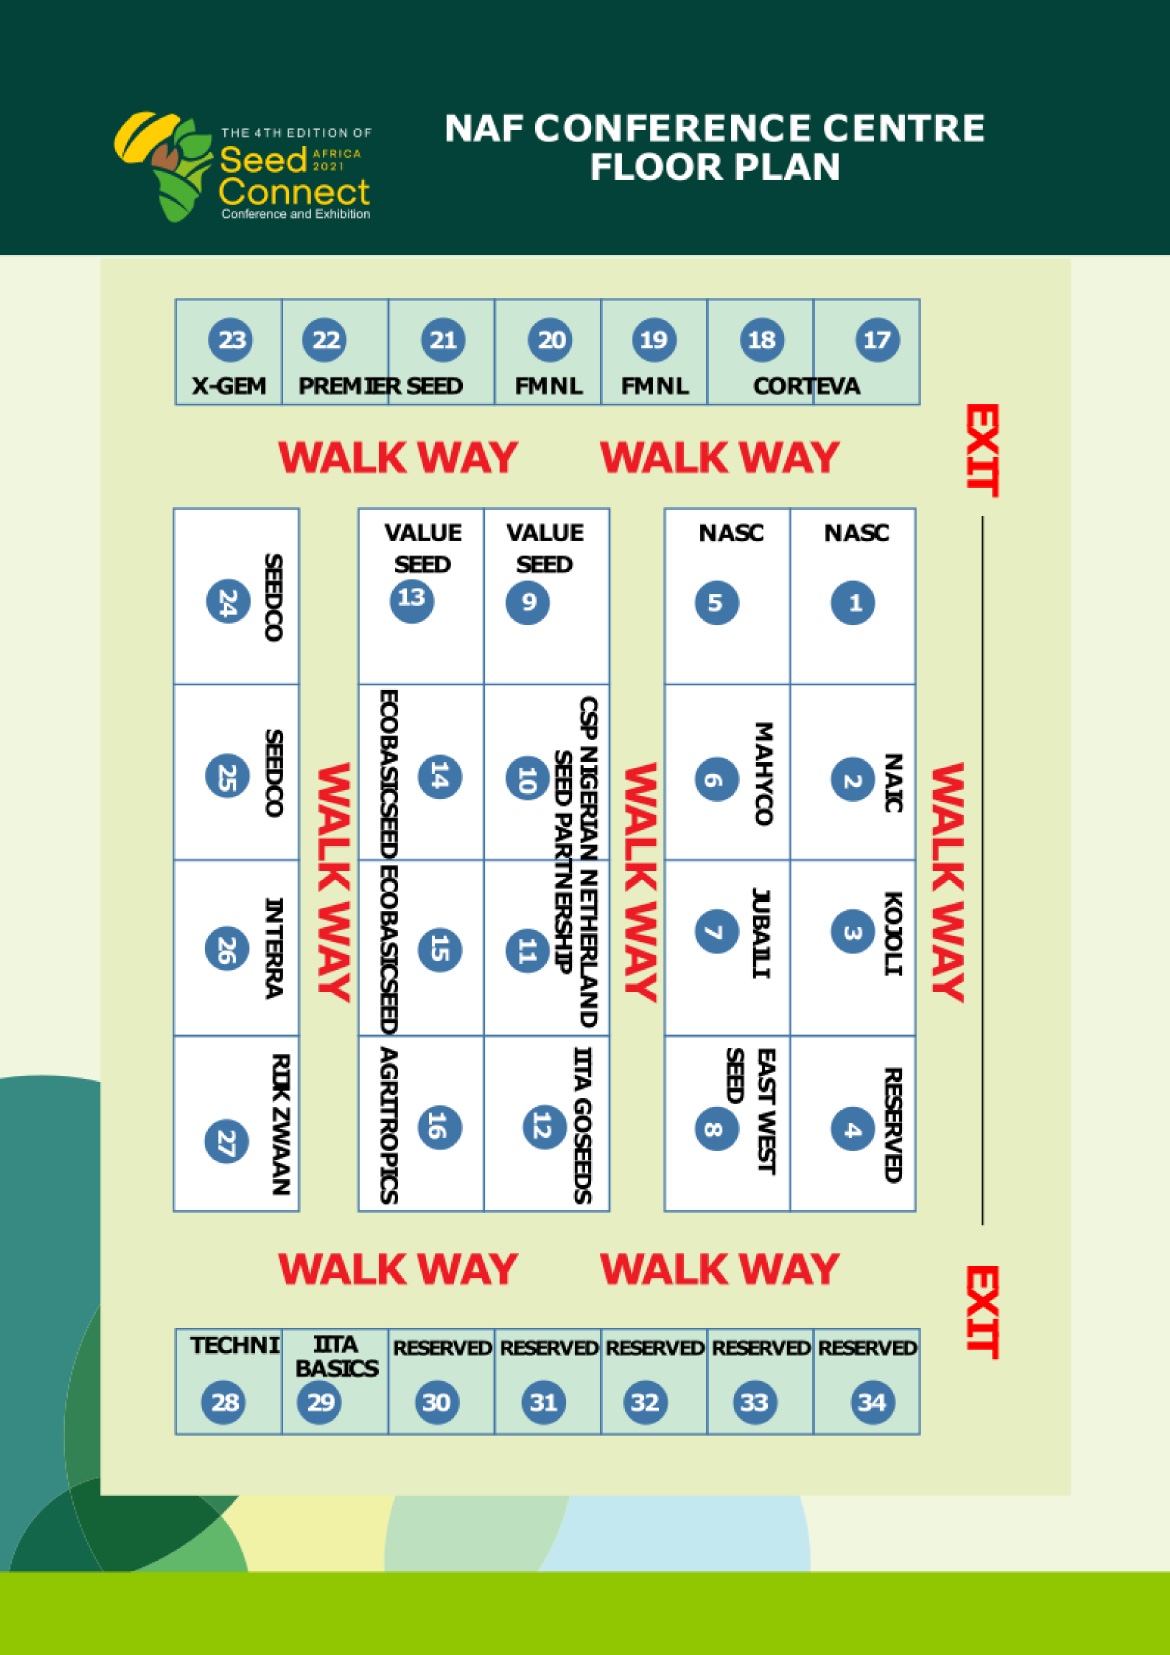 THE 4TH EDITION OF
Seed
AFRICA
2021
Connect
Conference and Exhibition
NAF CONFERENCE CENTRE
FLOOR PLAN
23
22
21
20
19
18
17
X-GEM
PREMIER SEED
FMNL
FMNL
CORTEVA
EXIT
WALK WAY
WALK WAY
SEEDCO
24
VALUE
SEED
13
VALUE
SEED
9
NASC
5
NASC
1
SEEDCO
25
ECOBASICSEED
14
CSP NIGERIAN NETHERLAND
SEED PARTNERSHIP
10
MAHYCO
6
NAIC
2
WALK WAY
WALK WAY
WALK WAY
INTERRA
26
ECOBASICSEED
15
11
JUBAILI
7
KOJOLI
3
RIJK ZWAAN
27
AGRITROPICS
16
IITA GOSEEDS
12
EAST WEST
SEED
8
RESERVED
4
WALK WAY
WALK WAY
EXIT
TECHNI
IITA
BASICS
RESERVED
RESERVED
RESERVED
RESERVED
RESERVED
28
29
30
31
32
33
34